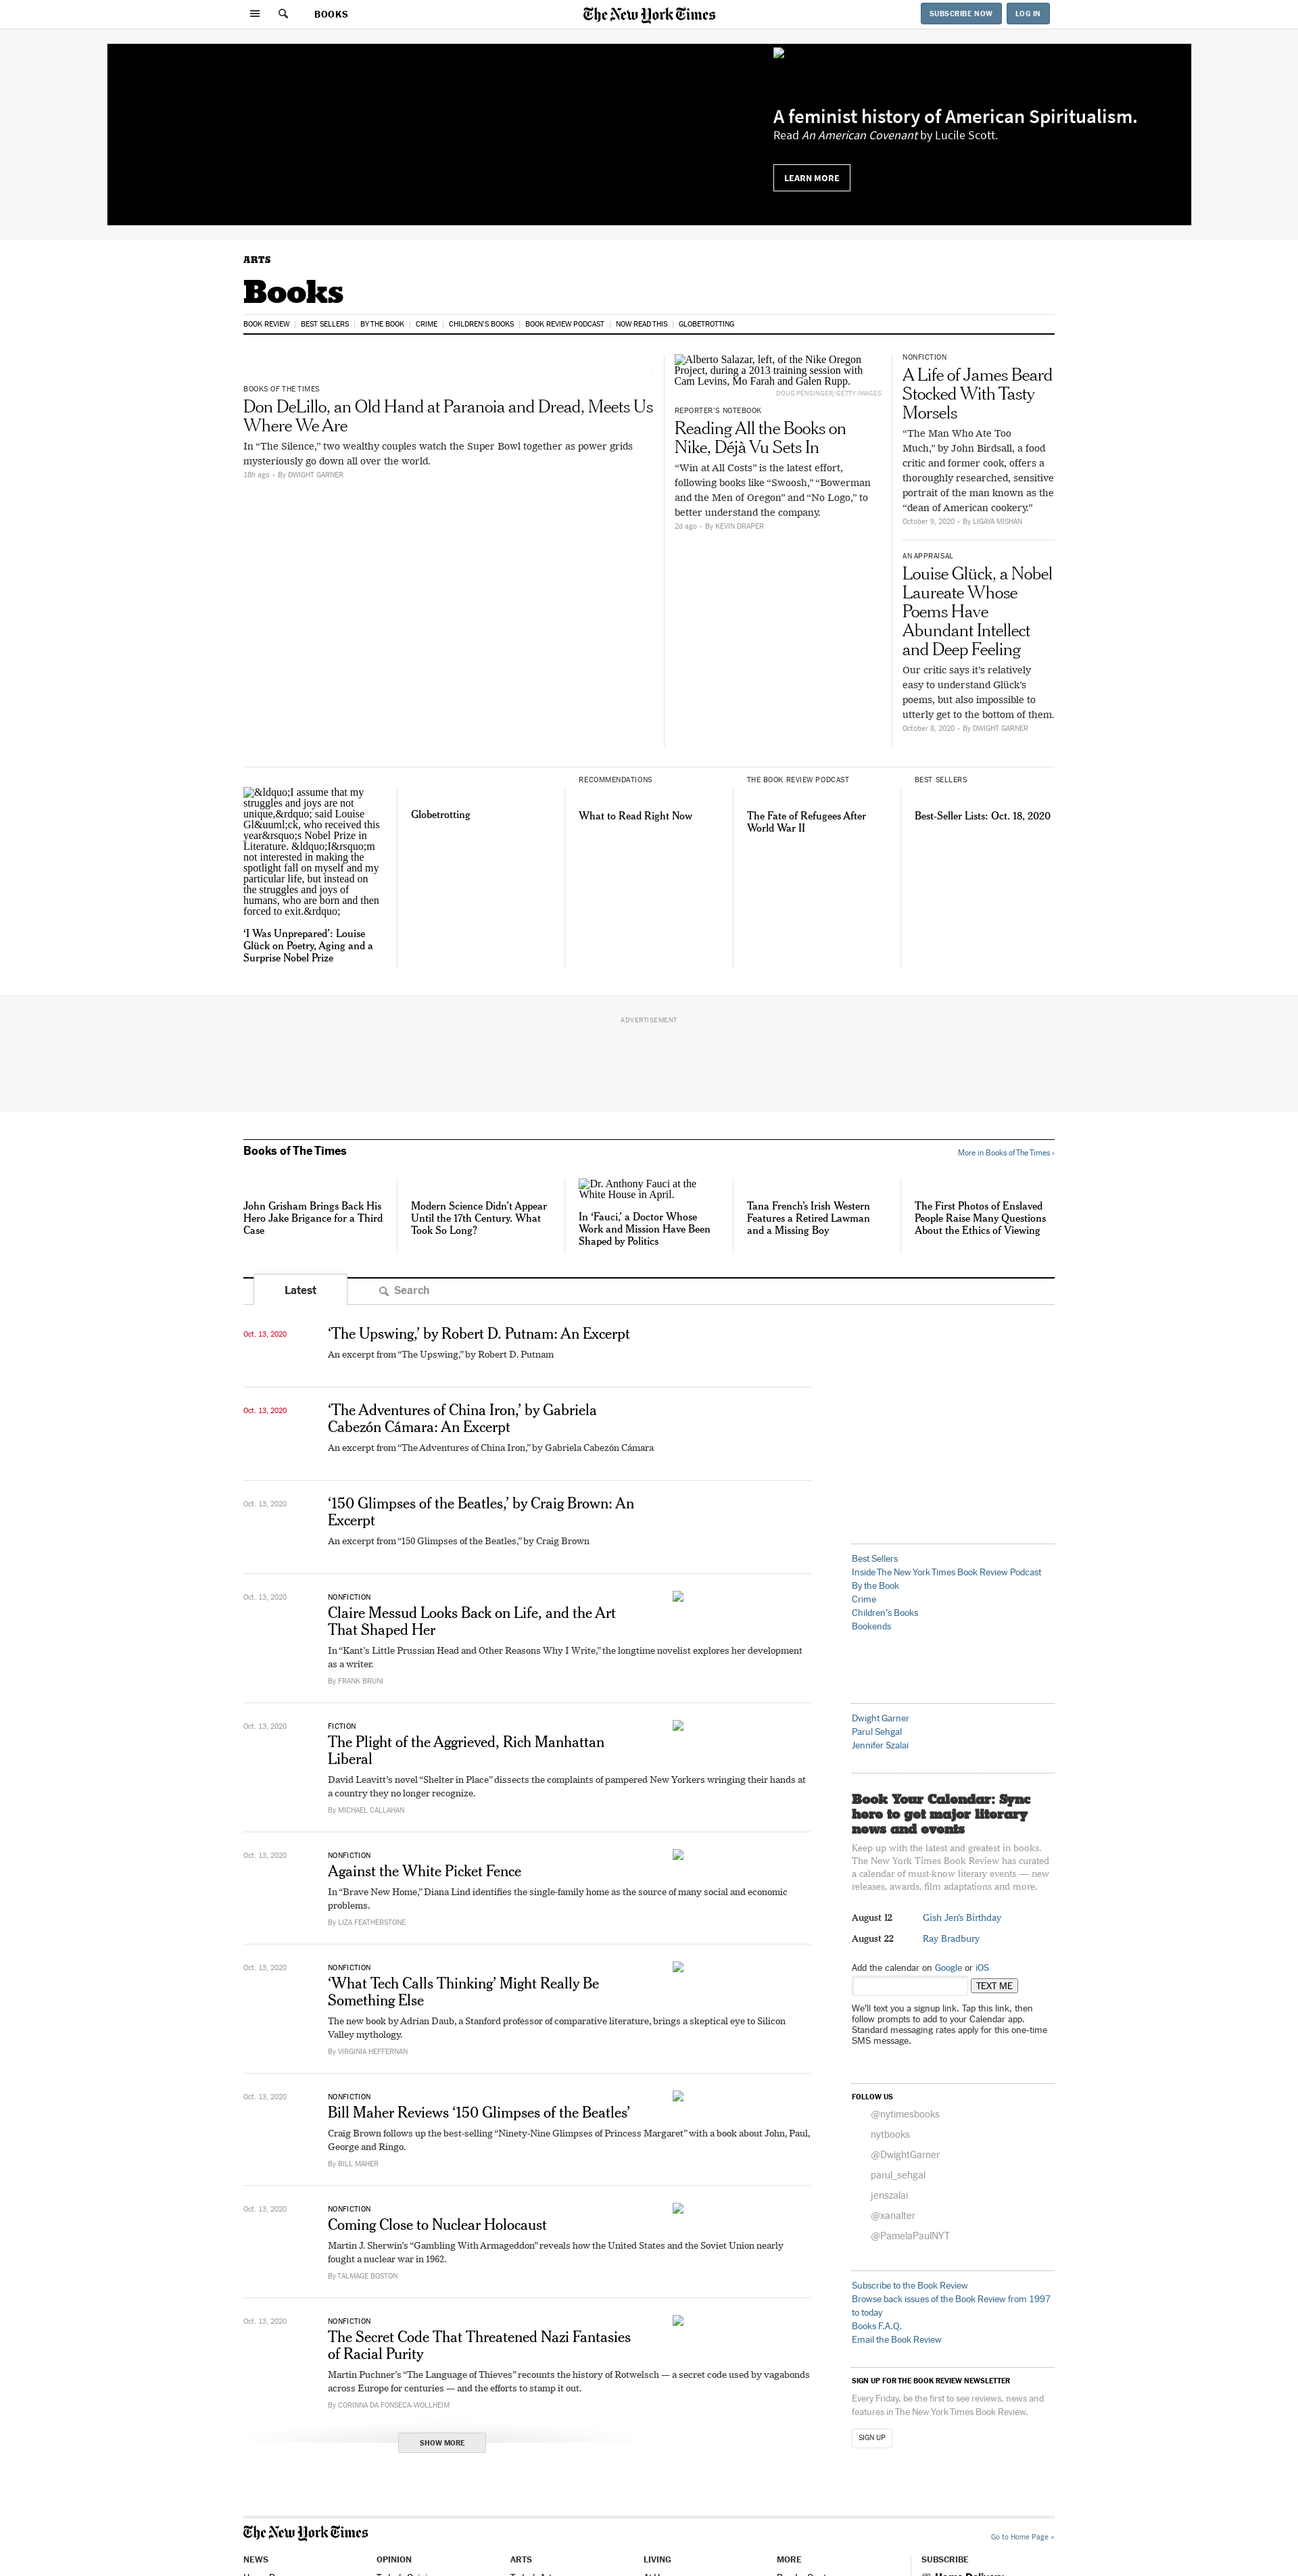 BOOKS
The New York Times
SUBSCRIBE NOW
LOG IN
A feminist history of American Spiritualism.
Read An American Covenant by Lucile Scott.
LEARN MORE
ARTS
Books
BOOK REVIEW
BEST SELLERS
BY THE BOOK
CRIME
CHILDREN'S BOOKS
BOOK REVIEW PODCAST
NOW READ THIS
GLOBETROTTING
BOOKS OF THE TIMES
Don DeLillo, an Old Hand at Paranoia and Dread, Meets Us
Where We Are
In “The Silence,” two wealthy couples watch the Super Bowl together as power grids
mysteriously go down all over the world.
18h ago • By DWIGHT GARNER
Alberto Salazar, left, of the Nike Oregon
Project, during a 2013 training session with
Cam Levins, Mo Farah and Galen Rupp.
DOUG PENSINGER/GETTY IMAGES
REPORTER’S NOTEBOOK
Reading All the Books on
Nike, Déjà Vu Sets In
“Win at All Costs” is the latest effort,
following books like “Swoosh,” “Bowerman
and the Men of Oregon” and “No Logo,” to
better understand the company.
2d ago • By KEVIN DRAPER
NONFICTION
A Life of James Beard
Stocked With Tasty
Morsels
“The Man Who Ate Too
Much,” by John Birdsall, a food
critic and former cook, offers a
thoroughly researched, sensitive
portrait of the man known as the
“dean of American cookery.”
October 9, 2020 • By LIGAYA MISHAN
AN APPRAISAL
Louise Glück, a Nobel
Laureate Whose
Poems Have
Abundant Intellect
and Deep Feeling
Our critic says it’s relatively
easy to understand Glück’s
poems, but also impossible to
utterly get to the bottom of them.
October 8, 2020 • By DWIGHT GARNER
&ldquo;I assume that my
struggles and joys are not
unique,&rdquo; said Louise
Gl&uuml;ck, who received this
year&rsquo;s Nobel Prize in
Literature. &ldquo;I&rsquo;m
not interested in making the
spotlight fall on myself and my
particular life, but instead on
the struggles and joys of
humans, who are born and then
forced to exit.&rdquo;
‘I Was Unprepared’: Louise
Glück on Poetry, Aging and a
Surprise Nobel Prize
Globetrotting
RECOMMENDATIONS
What to Read Right Now
THE BOOK REVIEW PODCAST
The Fate of Refugees After
World War II
BEST SELLERS
Best-Seller Lists: Oct. 18, 2020
ADVERTISEMENT
Books of The Times
More in Books of The Times ›
John Grisham Brings Back His
Hero Jake Brigance for a Third
Case
Modern Science Didn’t Appear
Until the 17th Century. What
Took So Long?
Dr. Anthony Fauci at the
White House in April.
In ‘Fauci,’ a Doctor Whose
Work and Mission Have Been
Shaped by Politics
Tana French’s Irish Western
Features a Retired Lawman
and a Missing Boy
The First Photos of Enslaved
People Raise Many Questions
About the Ethics of Viewing
Latest
Search
Oct. 13, 2020
‘The Upswing,’ by Robert D. Putnam: An Excerpt
An excerpt from “The Upswing,” by Robert D. Putnam
Oct. 13, 2020
‘The Adventures of China Iron,’ by Gabriela
Cabezón Cámara: An Excerpt
An excerpt from “The Adventures of China Iron,” by Gabriela Cabezón Cámara
Oct. 13, 2020
‘150 Glimpses of the Beatles,’ by Craig Brown: An
Excerpt
An excerpt from “150 Glimpses of the Beatles,” by Craig Brown
Oct. 13, 2020
NONFICTION
Claire Messud Looks Back on Life, and the Art
That Shaped Her
In “Kant’s Little Prussian Head and Other Reasons Why I Write,” the longtime novelist explores her development
as a writer.
By FRANK BRUNI
Oct. 13, 2020
FICTION
The Plight of the Aggrieved, Rich Manhattan
Liberal
David Leavitt’s novel “Shelter in Place” dissects the complaints of pampered New Yorkers wringing their hands at
a country they no longer recognize.
By MICHAEL CALLAHAN
Oct. 13, 2020
NONFICTION
Against the White Picket Fence
In “Brave New Home,” Diana Lind identifies the single-family home as the source of many social and economic
problems.
By LIZA FEATHERSTONE
Oct. 13, 2020
NONFICTION
‘What Tech Calls Thinking’ Might Really Be
Something Else
The new book by Adrian Daub, a Stanford professor of comparative literature, brings a skeptical eye to Silicon
Valley mythology.
By VIRGINIA HEFFERNAN
Oct. 13, 2020
NONFICTION
Bill Maher Reviews ‘150 Glimpses of the Beatles’
Craig Brown follows up the best-selling “Ninety-Nine Glimpses of Princess Margaret” with a book about John, Paul,
George and Ringo.
By BILL MAHER
Oct. 13, 2020
NONFICTION
Coming Close to Nuclear Holocaust
Martin J. Sherwin’s “Gambling With Armageddon” reveals how the United States and the Soviet Union nearly
fought a nuclear war in 1962.
By TALMAGE BOSTON
Oct. 13, 2020
NONFICTION
The Secret Code That Threatened Nazi Fantasies
of Racial Purity
Martin Puchner’s “The Language of Thieves” recounts the history of Rotwelsch — a secret code used by vagabonds
across Europe for centuries — and the efforts to stamp it out.
By CORINNA DA FONSECA-WOLLHEIM
SHOW MORE
Best Sellers
Inside The New York Times Book Review Podcast
By the Book
Crime
Children’s Books
Bookends
Dwight Garner
Parul Sehgal
Jennifer Szalai
Book Your Calendar: Sync
here to get major literary
news and events
Keep up with the latest and greatest in books.
The New York Times Book Review has curated
a calendar of must-know literary events — new
releases, awards, film adaptations and more.
August 12 Gish Jen’s Birthday
August 22 Ray Bradbury
Add the calendar on Google or iOS
TEXT ME
We’ll text you a signup link. Tap this link, then
follow prompts to add to your Calendar app.
Standard messaging rates apply for this one-time
SMS message.
FOLLOW US
@nytimesbooks
nytbooks
@DwightGarner
parul_sehgal
jenszalai
@xanalter
@PamelaPaulNYT
Subscribe to the Book Review
Browse back issues of the Book Review from 1997
to today
Books F.A.Q.
Email the Book Review
SIGN UP FOR THE BOOK REVIEW NEWSLETTER
Every Friday, be the first to see reviews, news and
features in The New York Times Book Review.
SIGN UP
The New York Times
Go to Home Page »
NEWS
OPINION
ARTS
LIVING
MORE
SUBSCRIBE